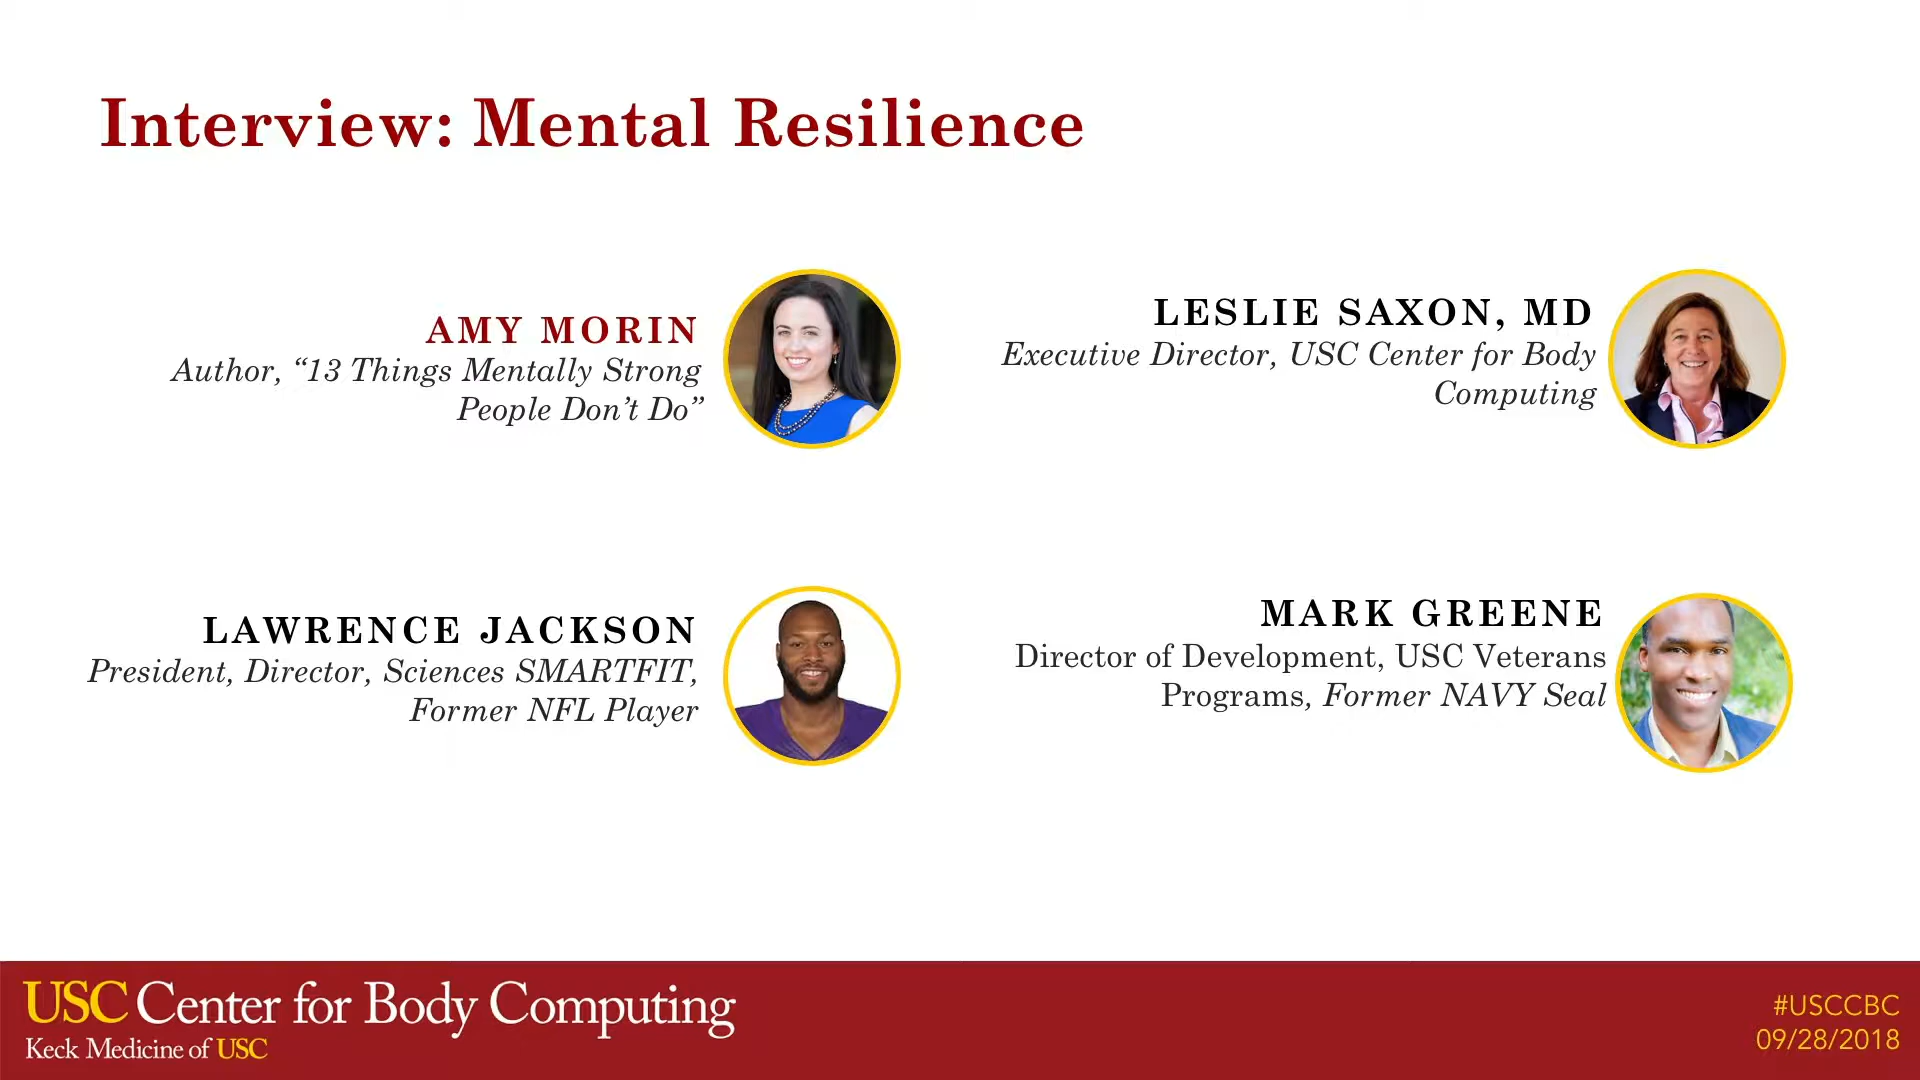 Interview: Mental Resilience
AMY MORIN
Author, “13 Things Mentally Strong
People Don’t Do”
LESLIE SAXON, MD
Executive Director, USC Center for Body
Computing
LAWRENCE JACKSON
President, Director, Sciences SMARTFIT,
Former NFL Player
MARK GREENE
Director of Development, USC Veterans
Programs, Former NAVY Seal
USC Center for Body Computing
Keck Medicine of USC
#USCCBC
09/28/2018